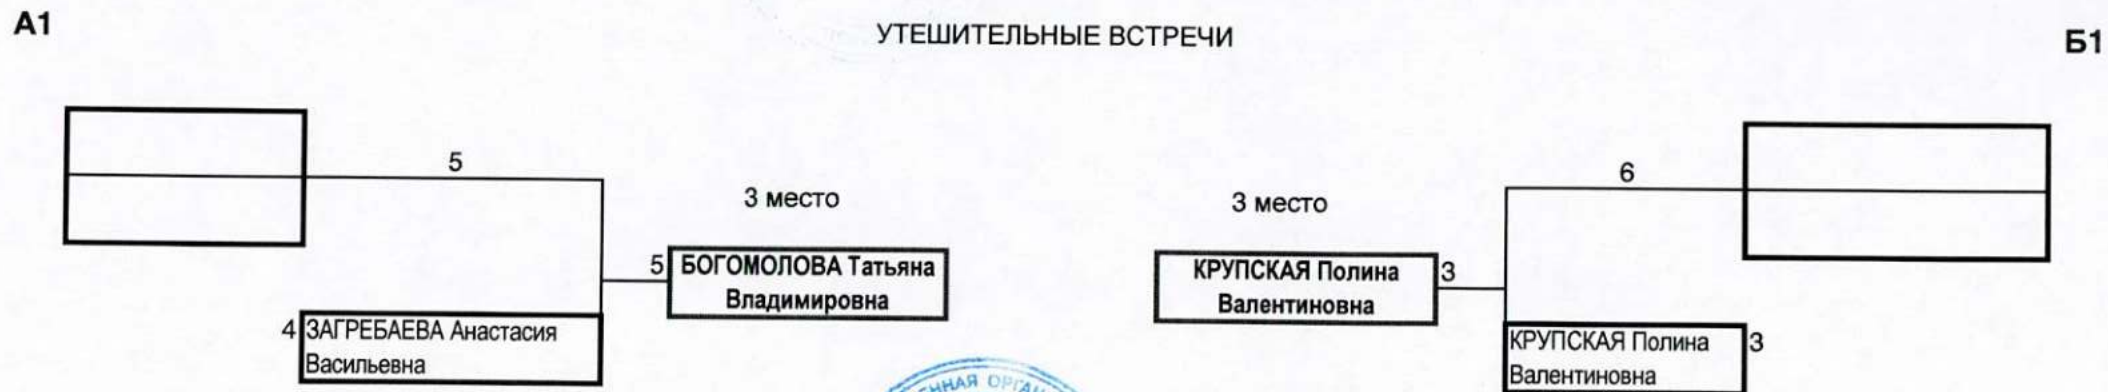 А1
УТЕШИТЕЛЬНЫЕ ВСТРЕЧИ
Б1
5
6
3 место
3 место
5 БОГОМОЛОВА Татьяна
Владимировна
КРУПСКАЯ Полина 3
Валентиновна
4 ЗАГРЕБАЕВА Анастасия
Васильевна
КРУПСКАЯ Полина 3
Валентиновна